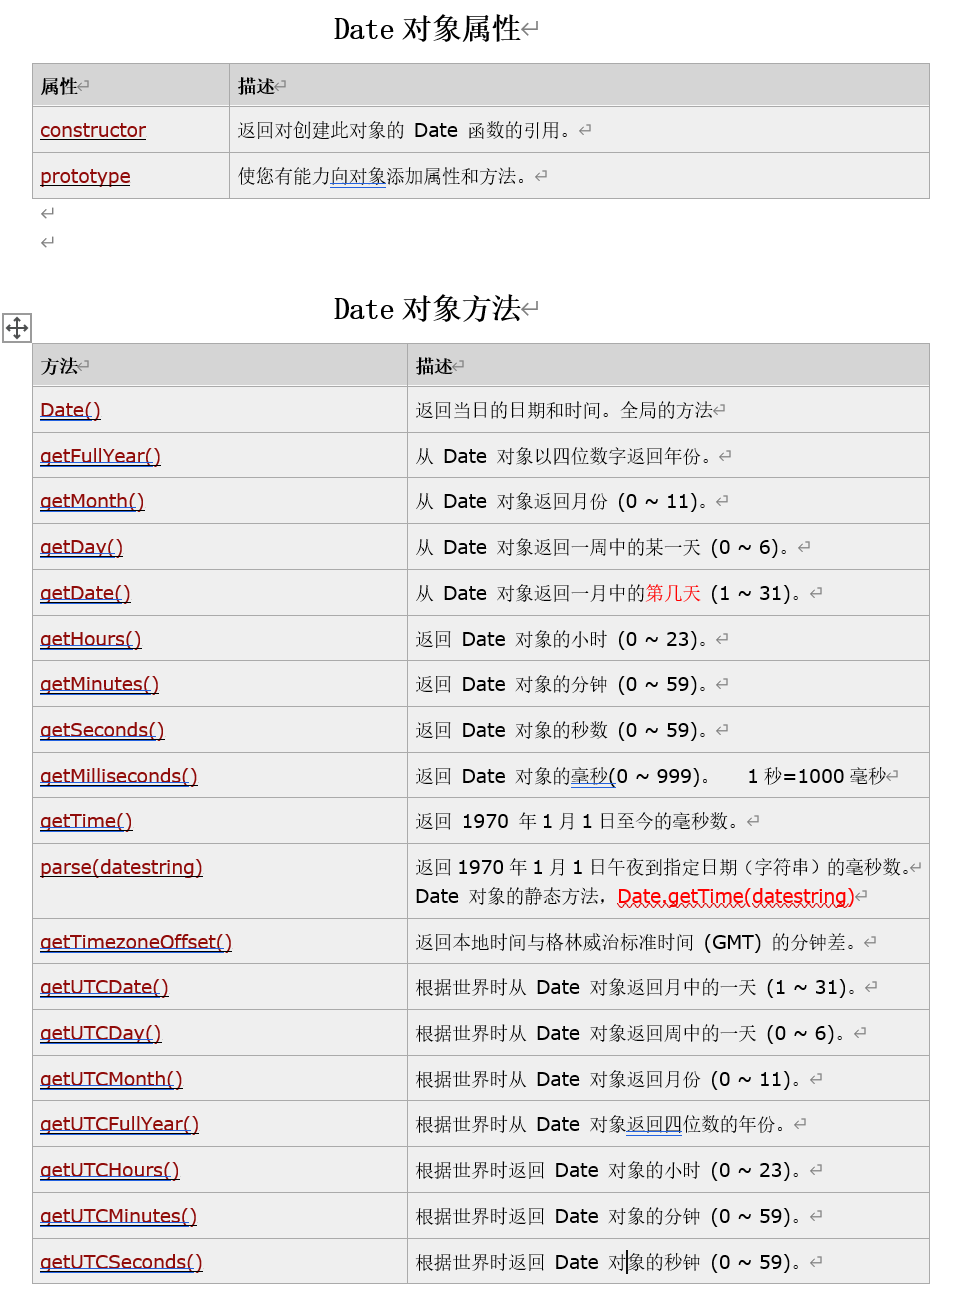 Date 对象属性
属性 描述
constructor 返回对创建此对象的 Date 函数的引用。
prototype 使您有能力向对象添加属性和方法。
Date 对象方法
方法 描述
Date() 返回当日的日期和时间。全局的方法
getFullYear() 从 Date 对象以四位数字返回年份。
getMonth() 从 Date 对象返回月份 (0 ~ 11)。
getDay() 从 Date 对象返回一周中的某一天 (0 ~ 6)。
getDate() 从 Date 对象返回一月中的第几天 (1 ~ 31)。
getHours() 返回 Date 对象的小时 (0 ~ 23)。
getMinutes() 返回 Date 对象的分钟 (0 ~ 59)。
getSeconds() 返回 Date 对象的秒数 (0 ~ 59)。
getMilliseconds() 返回 Date 对象的毫秒(0 ~ 999)。 1 秒=1000 毫秒
getTime() 返回 1970 年 1 月 1 日至今的毫秒数。
parse(datestring) 返回 1970 年 1 月 1 日午夜到指定日期（字符串）的毫秒数。
Date 对象的静态方法，Date.getTime(datestring)
getTimezoneOffset() 返回本地时间与格林威治标准时间 (GMT) 的分钟差。
getUTCDate() 根据世界时从 Date 对象返回月中的一天 (1 ~ 31)。
getUTCDay() 根据世界时从 Date 对象返回周中的一天 (0 ~ 6)。
getUTCMonth() 根据世界时从 Date 对象返回月份 (0 ~ 11)。
getUTCFullYear() 根据世界时从 Date 对象返回四位数的年份。
getUTCHours() 根据世界时返回 Date 对象的小时 (0 ~ 23)。
getUTCMinutes() 根据世界时返回 Date 对象的分钟 (0 ~ 59)。
getUTCSeconds() 根据世界时返回 Date 对象的秒钟 (0 ~ 59)。